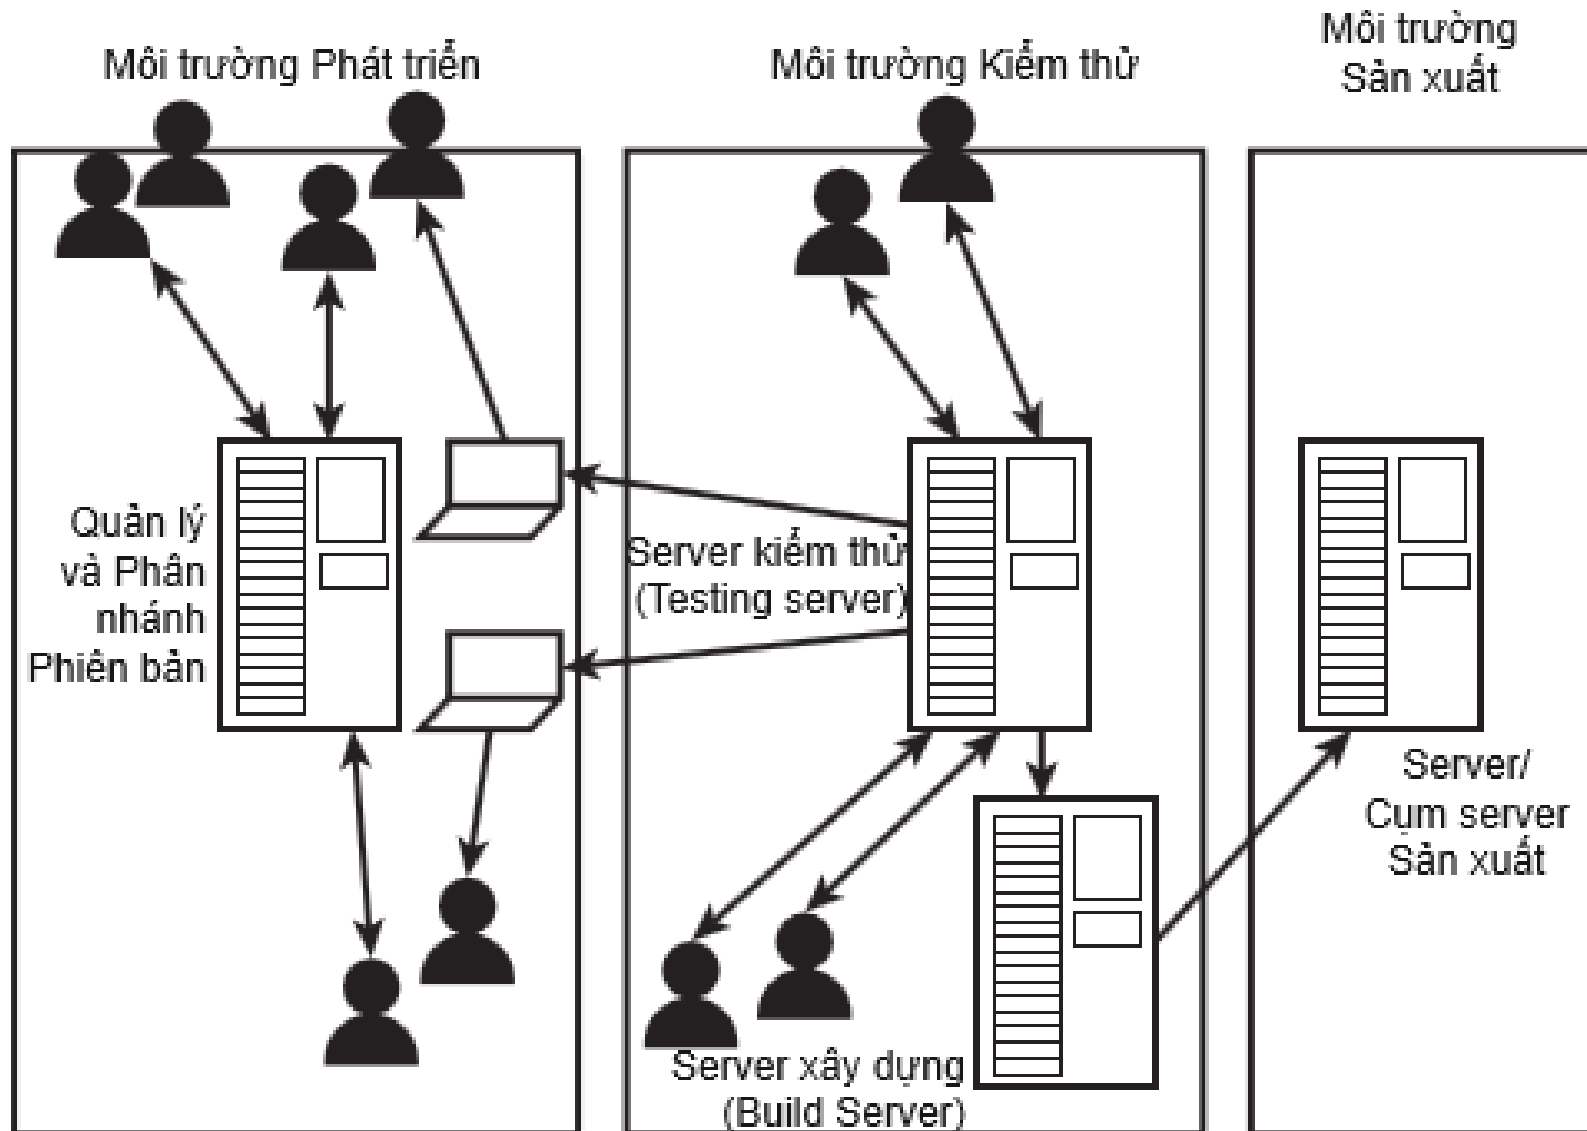 Môi trường Phát triển
Môi trường Kiểm thử
Môi trường
Sản xuất
Quản lý
và Phân
nhánh
Phiên bản
Server kiểm thử
(Testing server)
Server/
Cụm server
Sản xuất
Server xây dựng
(Build Server)